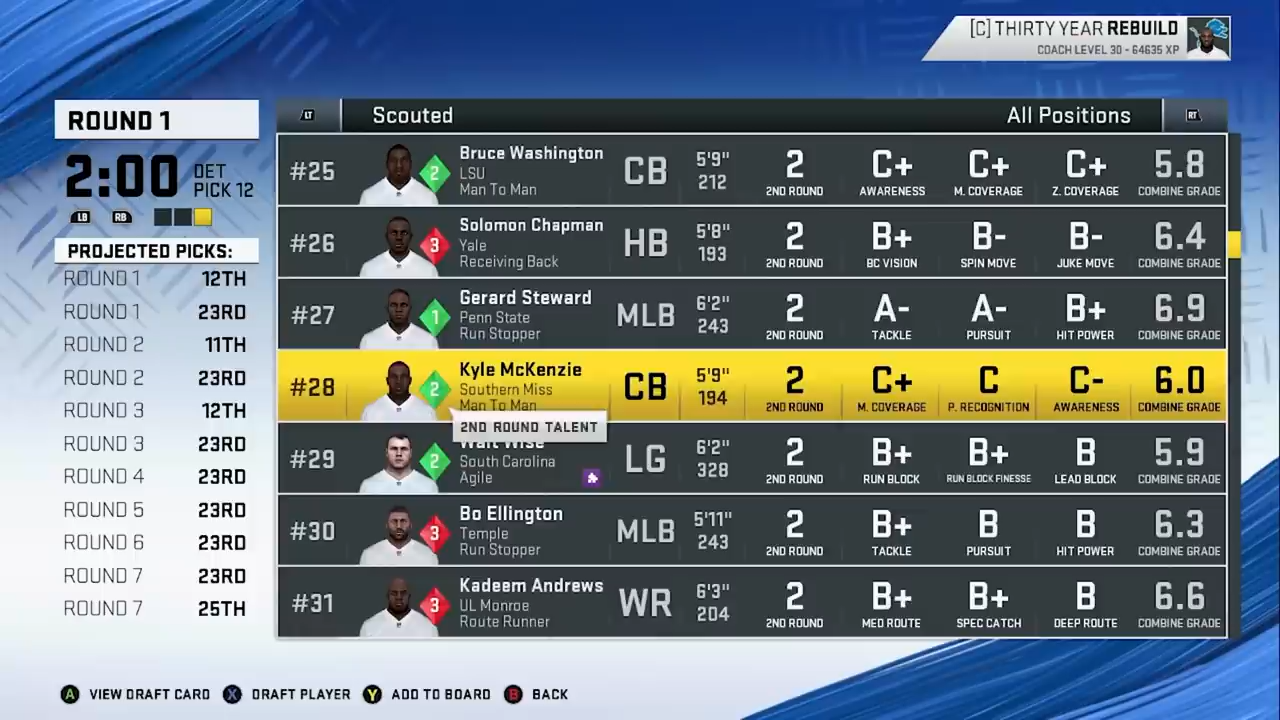 [C] THIRTY YEAR REBUILD
COACH LEVEL 30 - 64635 XP
ROUND 1
2:00 DET PICK 12
LB RB
PROJECTED PICKS:
ROUND 1 12TH
ROUND 1 23RD
ROUND 2 11TH
ROUND 2 23RD
ROUND 3 12TH
ROUND 3 23RD
ROUND 4 23RD
ROUND 5 23RD
ROUND 6 23RD
ROUND 7 23RD
ROUND 7 25TH
LT Scouted All Positions RT
#25 2 Bruce Washington CB 5'9" 2 C+ C+ C+ 5.8
LSU 212
Man To Man 2ND ROUND AWARENESS M. COVERAGE Z. COVERAGE COMBINE GRADE
#26 3 Solomon Chapman HB 5'8" 2 B+ B- B- 6.4
Yale 193
Receiving Back 2ND ROUND BC VISION SPIN MOVE JUKE MOVE COMBINE GRADE
#27 1 Gerard Steward MLB 6'2" 2 A- A- B+ 6.9
Penn State 243
Run Stopper 2ND ROUND TACKLE PURSUIT HIT POWER COMBINE GRADE
#28 2 Kyle McKenzie CB 5'9" 2 C+ C C- 6.0
Southern Miss 194
Man To Man 2ND ROUND M. COVERAGE P. RECOGNITION AWARENESS COMBINE GRADE
2ND ROUND TALENT
#29 2 Walt Wise LG 6'2" 2 B+ B+ B 5.9
South Carolina 328
Agile 2ND ROUND RUN BLOCK RUN BLOCK FINESSE LEAD BLOCK COMBINE GRADE
#30 3 Bo Ellington MLB 5'11" 2 B+ B B 6.3
Temple 243
Run Stopper 2ND ROUND TACKLE PURSUIT HIT POWER COMBINE GRADE
#31 3 Kadeem Andrews WR 6'3" 2 B+ B+ B 6.6
UL Monroe 204
Route Runner 2ND ROUND MED ROUTE SPEC CATCH DEEP ROUTE COMBINE GRADE
A VIEW DRAFT CARD X DRAFT PLAYER Y ADD TO BOARD B BACK